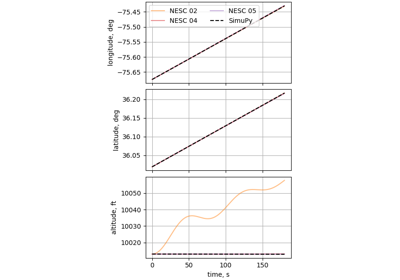 −75.45
−75.50
−75.55
−75.60
−75.65
longitude, deg
NESC 02 NESC 05
NESC 04 SimuPy
36.20
36.15
36.10
36.05
latitude, deg
10050
10040
10030
10020
altitude, ft
0 50 100 150
time, s